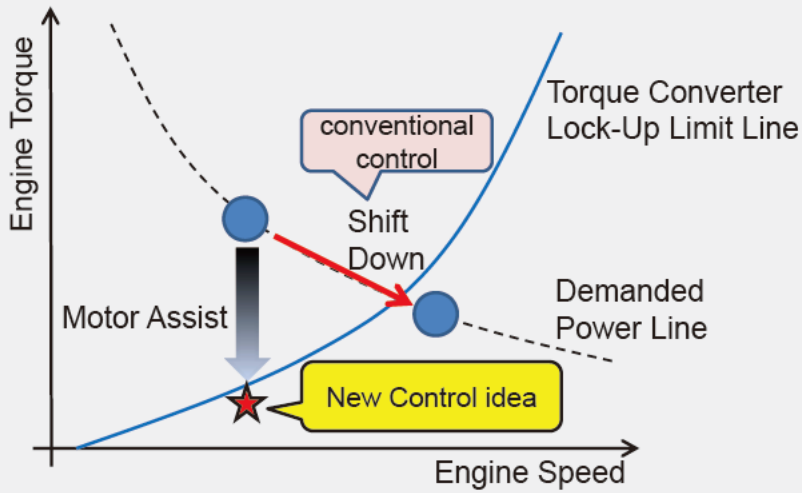 Engine Torque
conventional
control
Torque Converter
Lock-Up Limit Line
Shift
Down
Motor Assist
Demanded
Power Line
New Control idea
Engine Speed